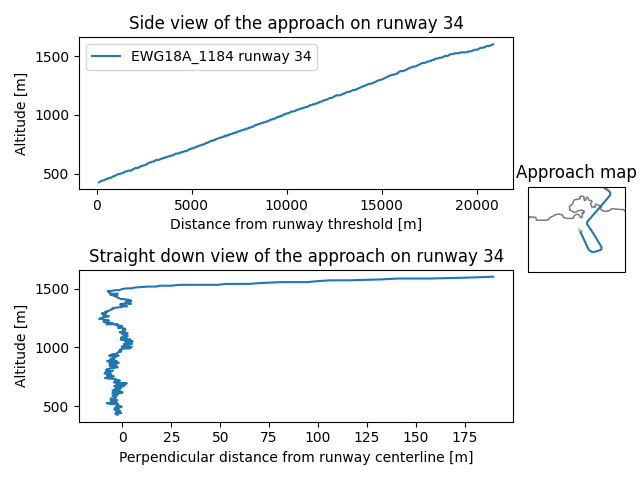 Side view of the approach on runway 34
EWG18A_1184 runway 34
Altitude [m]
1500
1000
500
0
5000
10000
15000
20000
Distance from runway threshold [m]
Approach map
Straight down view of the approach on runway 34
Altitude [m]
1500
1000
500
0
25
50
75
100
125
150
175
Perpendicular distance from runway centerline [m]